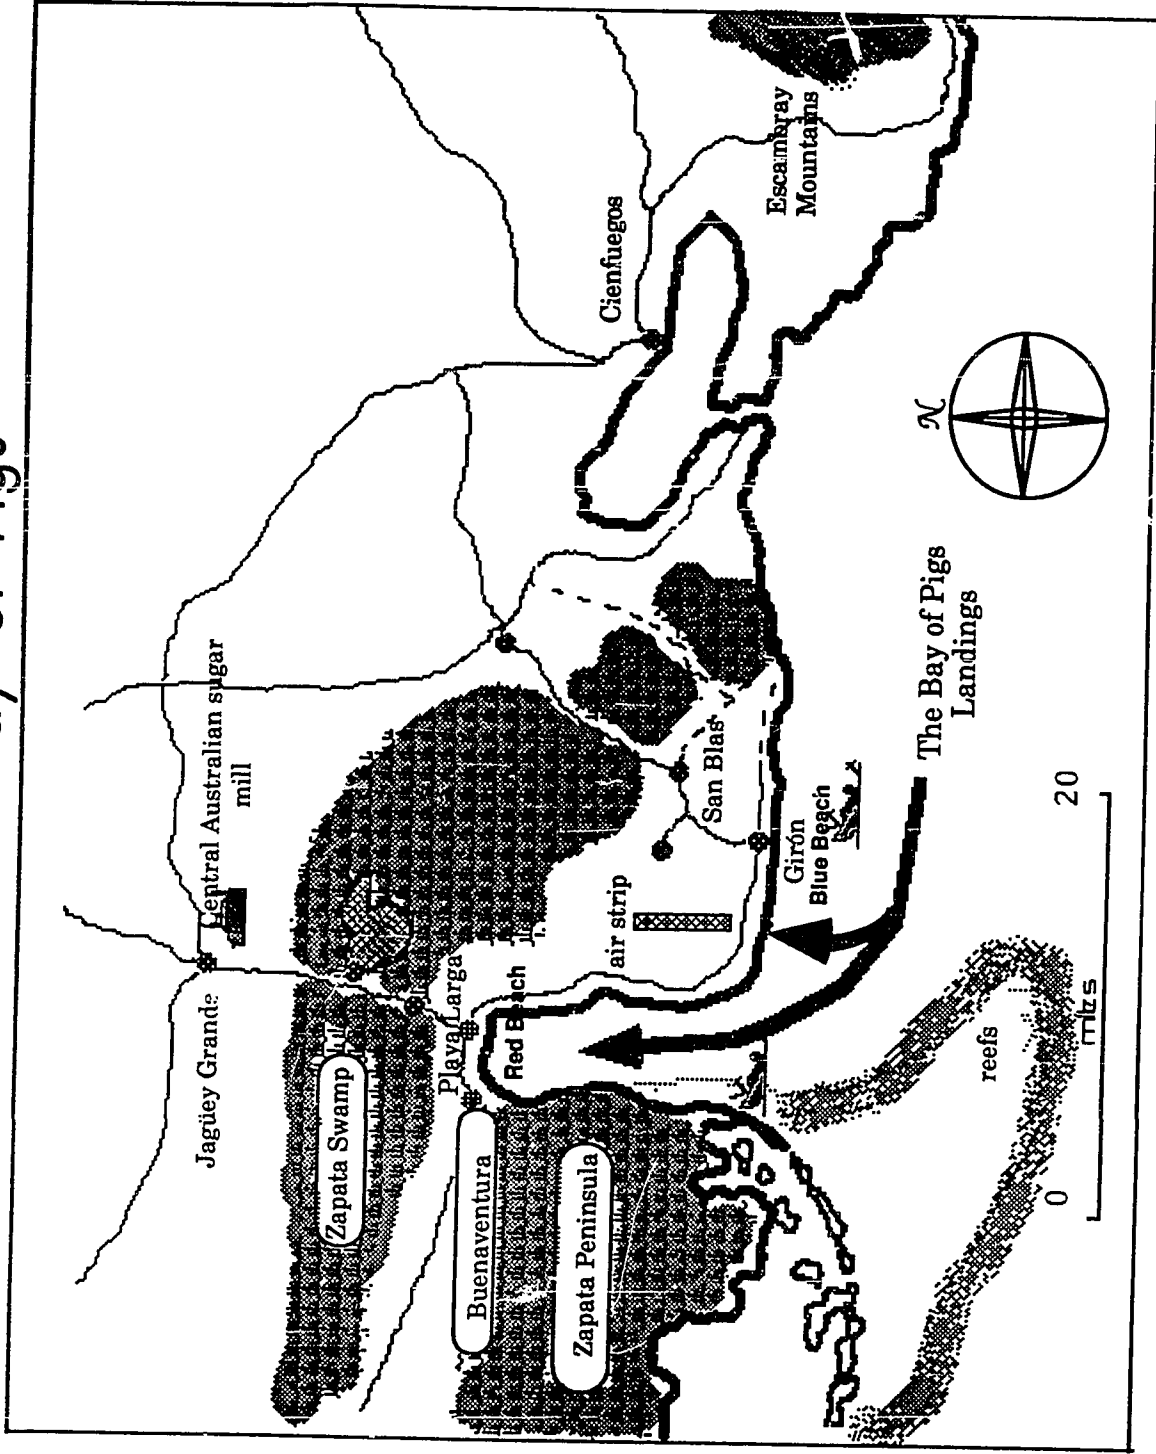 Central Australian sugar
mill
Jagüey Grande
Cienfuegos
Escambray
Mountains
Zapata Swamp
Playa Larga
Red Beach
Buenaventura
Zapata Peninsula
air strip
San Blas
Girón
Blue Beach
N
The Bay of Pigs
Landings
reefs
0
20